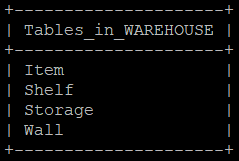 +---------------------+
| Tables_in_WAREHOUSE |
+---------------------+
| Item                |
| Shelf               |
| Storage             |
| Wall                |
+---------------------+